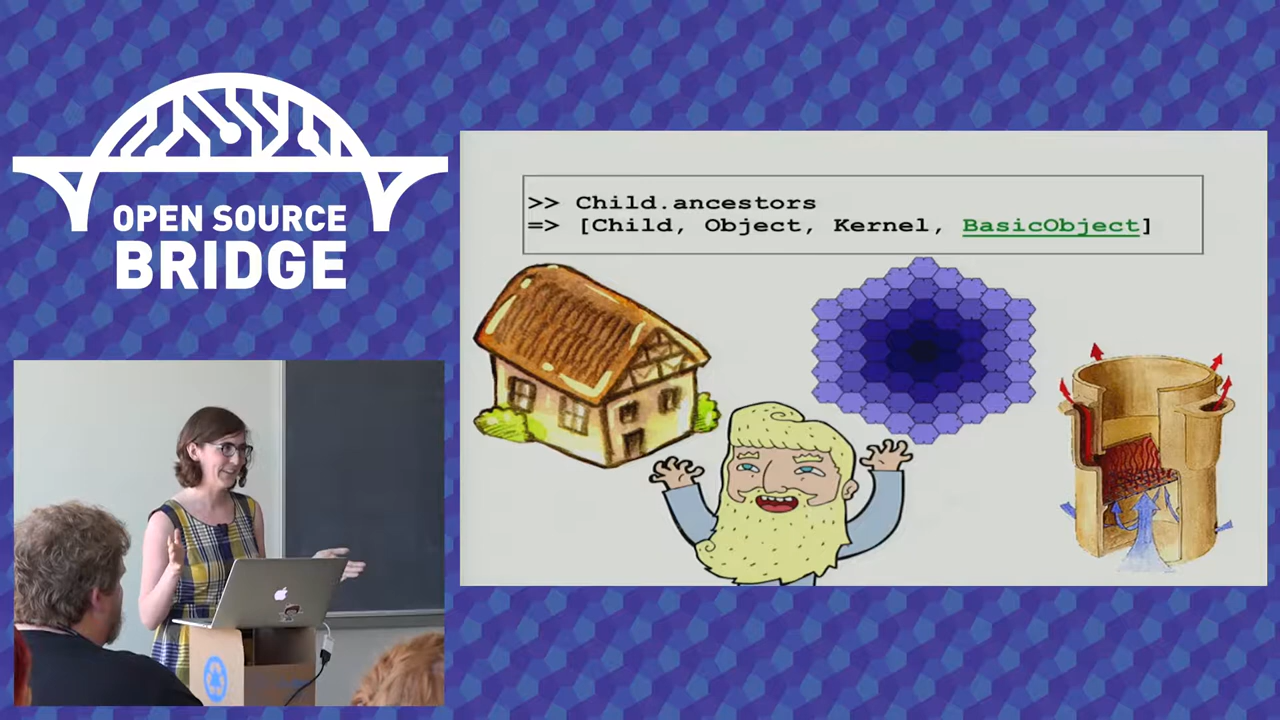 OPEN SOURCE
BRIDGE
>> Child.ancestors
=> [Child, Object, Kernel, BasicObject]